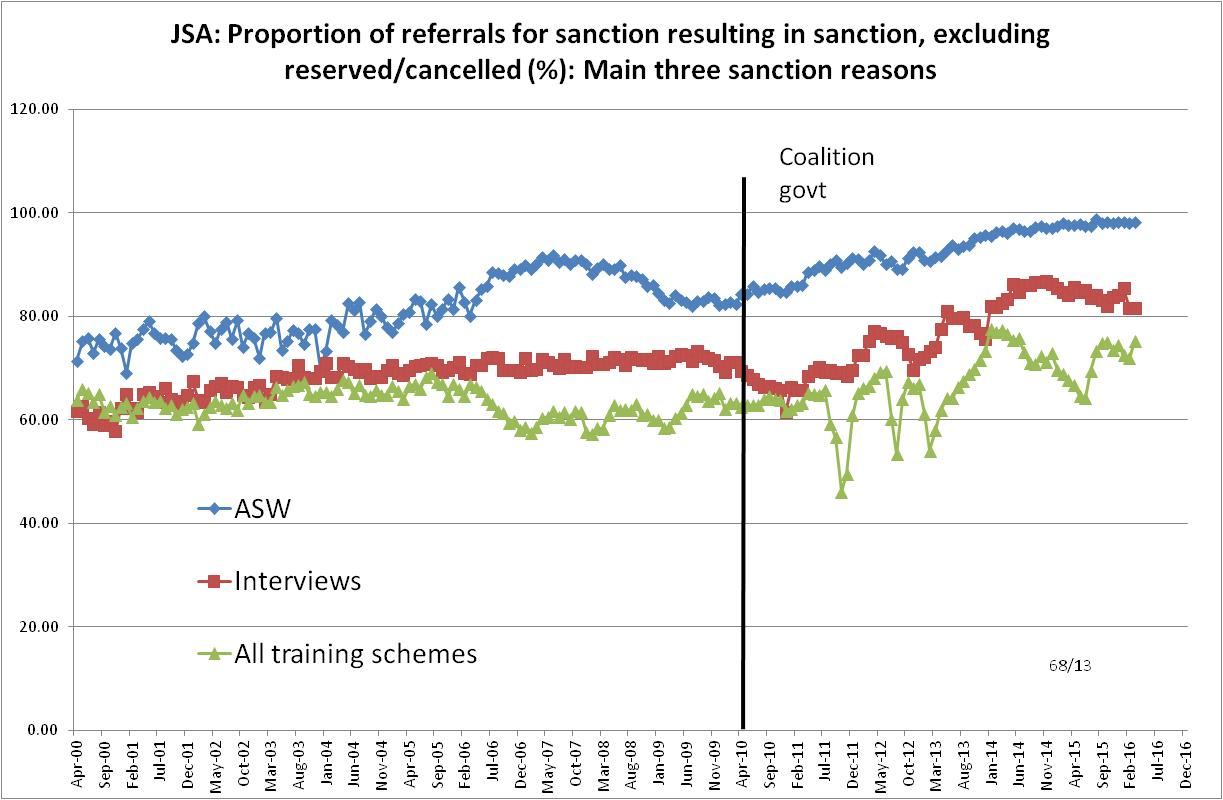 JSA: Proportion of referrals for sanction resulting in sanction, excluding
reserved/cancelled (%): Main three sanction reasons
120.00
100.00
80.00
60.00
40.00
20.00
0.00
Coalition
govt
ASW
Interviews
All training schemes
68/13
Apr-00
Sep-00
Feb-01
Jul-01
Dec-01
May-02
Oct-02
Mar-03
Aug-03
Jan-04
Jun-04
Nov-04
Apr-05
Sep-05
Feb-06
Jul-06
Dec-06
May-07
Oct-07
Mar-08
Aug-08
Jan-09
Jun-09
Nov-09
Apr-10
Sep-10
Feb-11
Jul-11
Dec-11
May-12
Oct-12
Mar-13
Aug-13
Jan-14
Jun-14
Nov-14
Apr-15
Sep-15
Feb-16
Jul-16
Dec-16